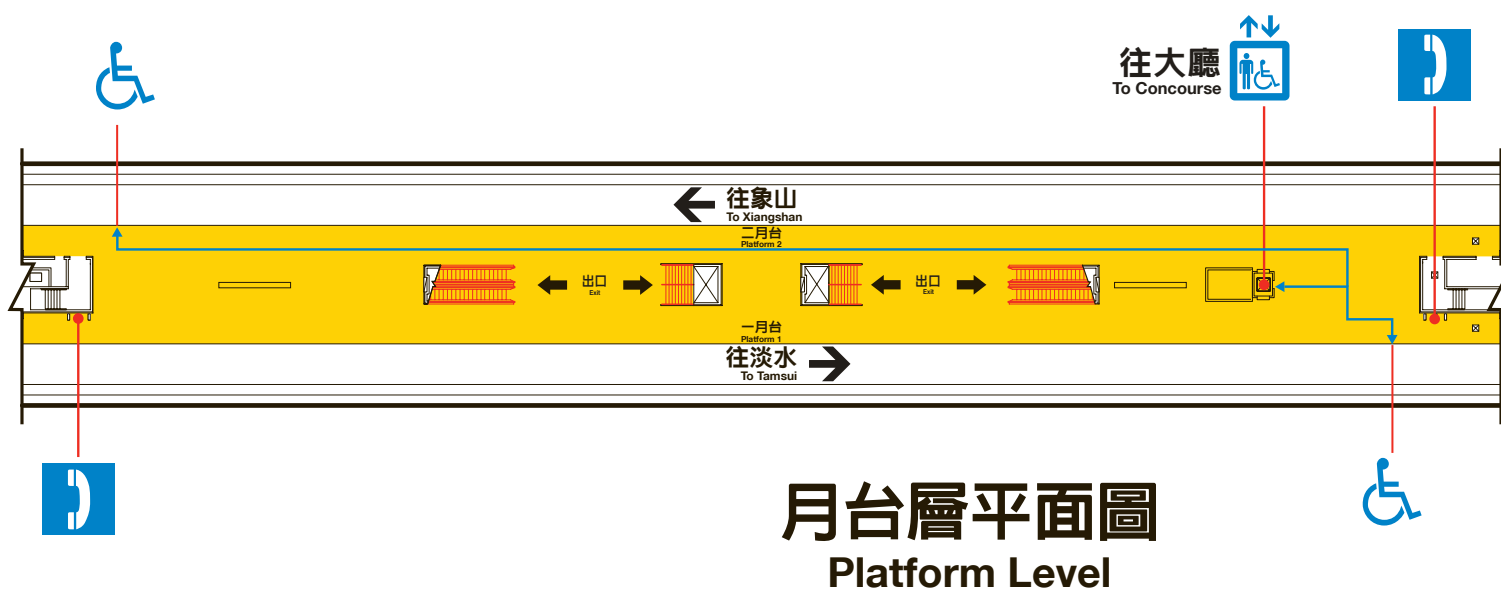 往大廳
To Concourse
往象山
To Xiangshan
二月台
Platform 2
出口
Exit
出口
Exit
一月台
Platform 1
往淡水
To Tamsui
月台層平面圖
Platform Level